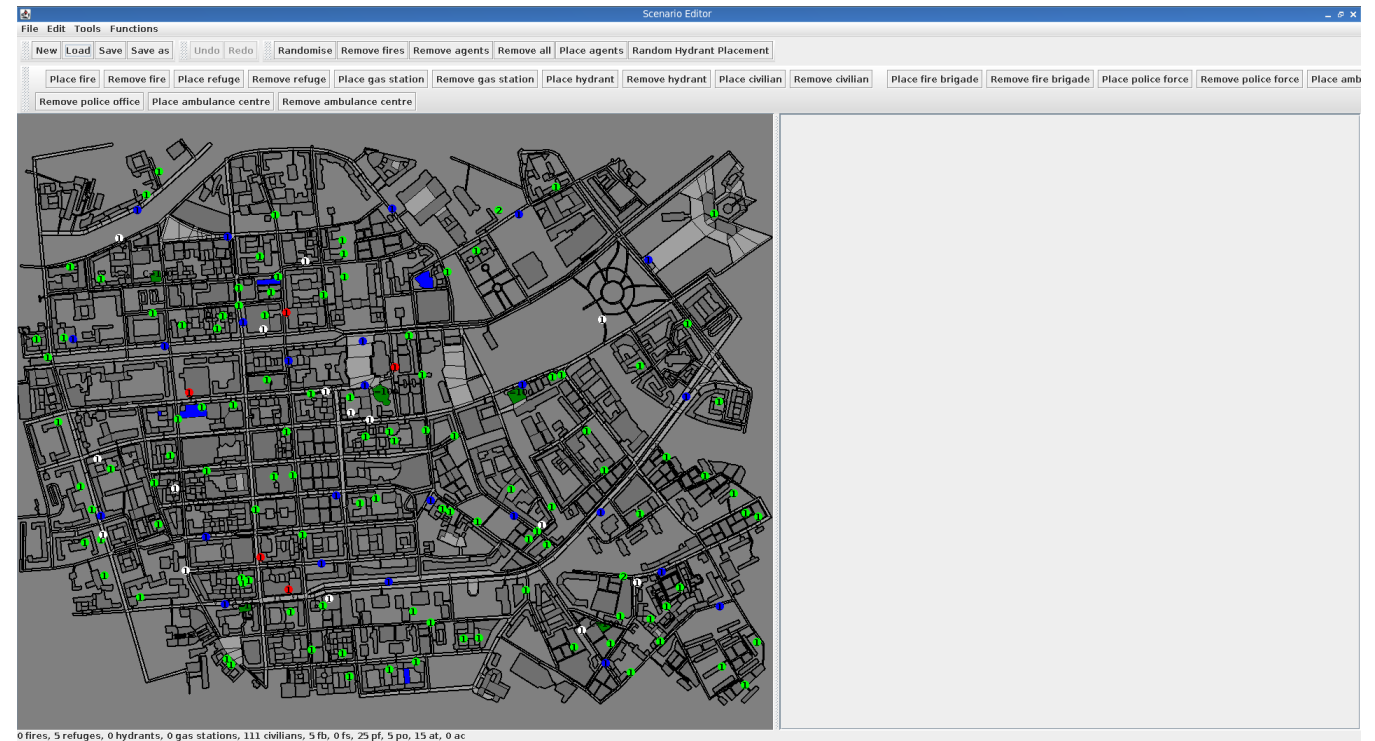 Scenario Editor
File Edit Tools Functions
New Load Save Save as Undo Redo Randomise Remove fires Remove agents Remove all Place agents Random Hydrant Placement
Place fire Remove fire Place refuge Remove refuge Place gas station Remove gas station Place hydrant Remove hydrant Place civilian Remove civilian Place fire brigade Remove fire brigade Place police force Remove police force Place amb
Remove police office Place ambulance centre Remove ambulance centre
0 fires, 5 refuges, 0 hydrants, 0 gas stations, 111 civilians, 5 fb, 0 fs, 25 pf, 5 po, 15 at, 0 ac